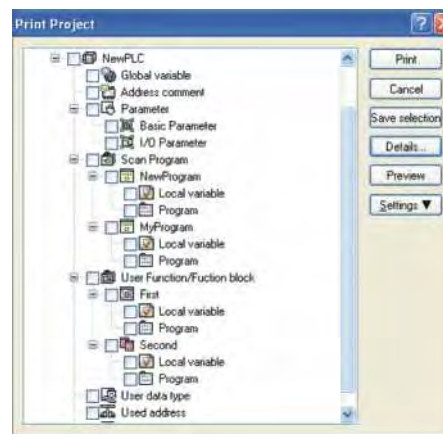 Print Project
?
NewPLC
Global variable
Address comment
Parameter
Basic Parameter
I/O Parameter
Scan Program
NewProgram
Local variable
Program
MyProgram
Local variable
Program
User Function/Fuction block
First
Local variable
Program
Second
Local variable
Program
User data type
Used address
Print
Cancel
Save selection
Details...
Preview
Settings ▼